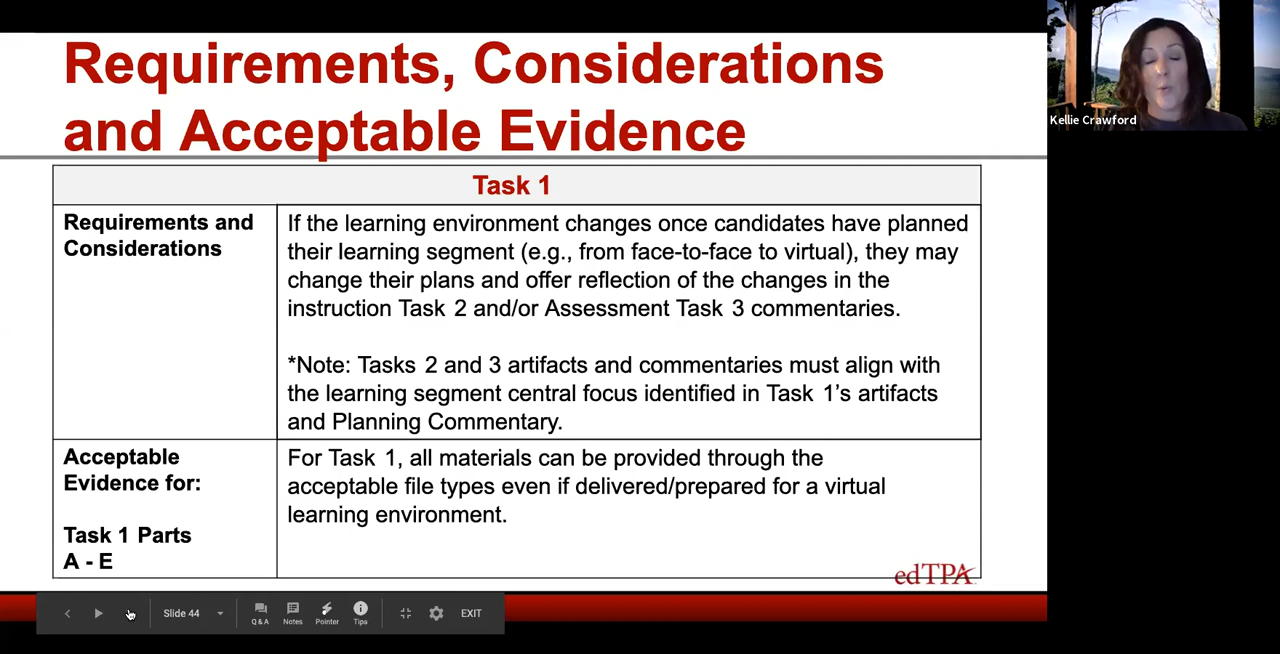 Requirements, Considerations
and Acceptable Evidence
Kellie Crawford
Task 1
Requirements and
Considerations
If the learning environment changes once candidates have planned
their learning segment (e.g., from face-to-face to virtual), they may
change their plans and offer reflection of the changes in the
instruction Task 2 and/or Assessment Task 3 commentaries.
*Note: Tasks 2 and 3 artifacts and commentaries must align with
the learning segment central focus identified in Task 1's artifacts
and Planning Commentary.
Acceptable
Evidence for:
Task 1 Parts
A - E
For Task 1, all materials can be provided through the
acceptable file types even if delivered/prepared for a virtual
learning environment.
edTPA
Slide 44
Q & A
Notes
Pointer
Tips
EXIT